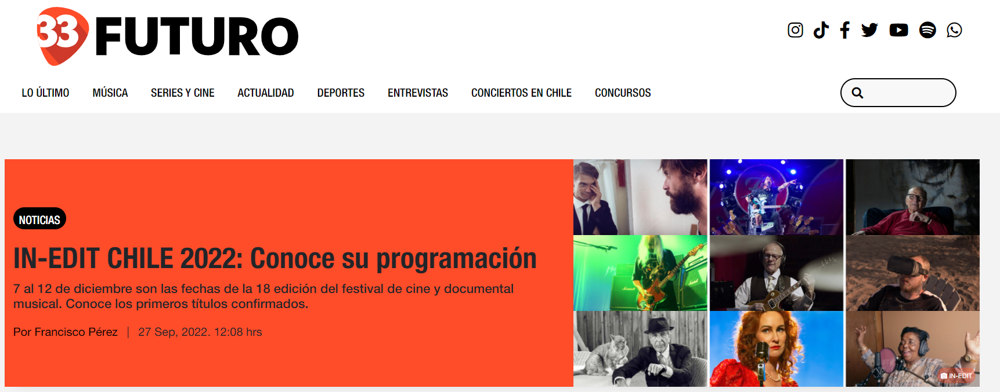 33 FUTURO
LO ÚLTIMO MÚSICA SERIES Y CINE ACTUALIDAD DEPORTES ENTREVISTAS CONCIERTOS EN CHILE CONCURSOS
NOTICIAS
IN-EDIT CHILE 2022: Conoce su programación
7 al 12 de diciembre son las fechas de la 18 edición del festival de cine y documental
musical. Conoce los primeros títulos confirmados.
Por Francisco Pérez | 27 Sep, 2022. 12:08 hrs
Marshall
IN-EDIT